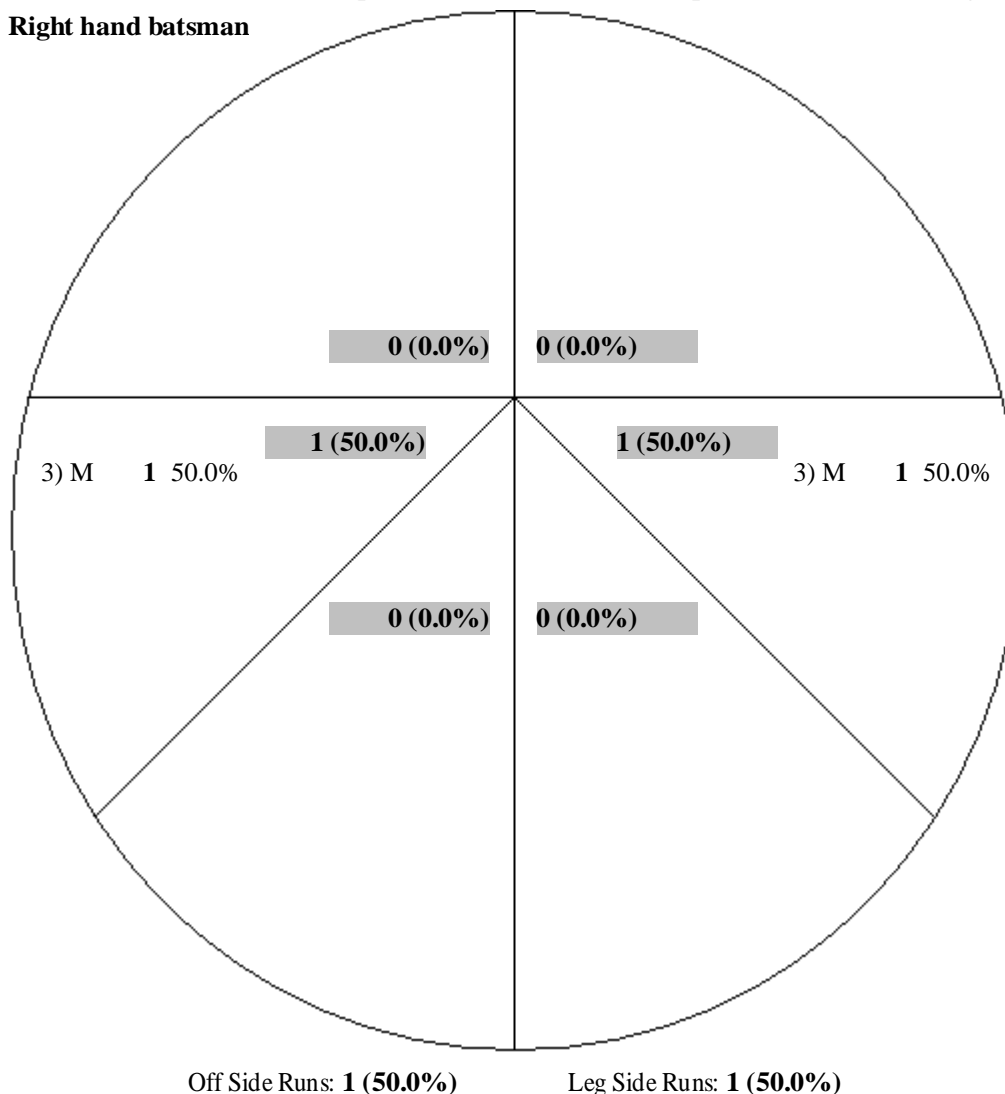 Right hand batsman
0 (0.0%) 0 (0.0%)
1 (50.0%) 1 (50.0%)
3) M 1 50.0% 3) M 1 50.0%
0 (0.0%) 0 (0.0%)
Off Side Runs: 1 (50.0%) Leg Side Runs: 1 (50.0%)